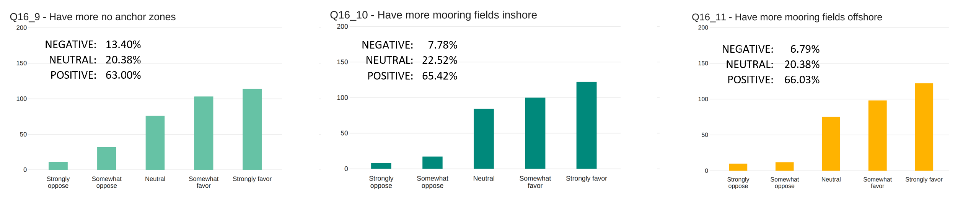 Q16_9 - Have more no anchor zones
200
NEGATIVE: 13.40%
NEUTRAL: 20.38%
POSITIVE: 63.00%
150
100
50
0
Strongly oppose
Somewhat oppose
Neutral
Somewhat favor
Strongly favor
Q16_10 - Have more mooring fields inshore
200
NEGATIVE: 7.78%
NEUTRAL: 22.52%
POSITIVE: 65.42%
150
100
50
0
Strongly oppose
Somewhat oppose
Neutral
Somewhat favor
Strongly favor
Q16_11 - Have more mooring fields offshore
200
NEGATIVE: 6.79%
NEUTRAL: 20.38%
POSITIVE: 66.03%
150
100
50
0
Strongly oppose
Somewhat oppose
Neutral
Somewhat favor
Strongly favor